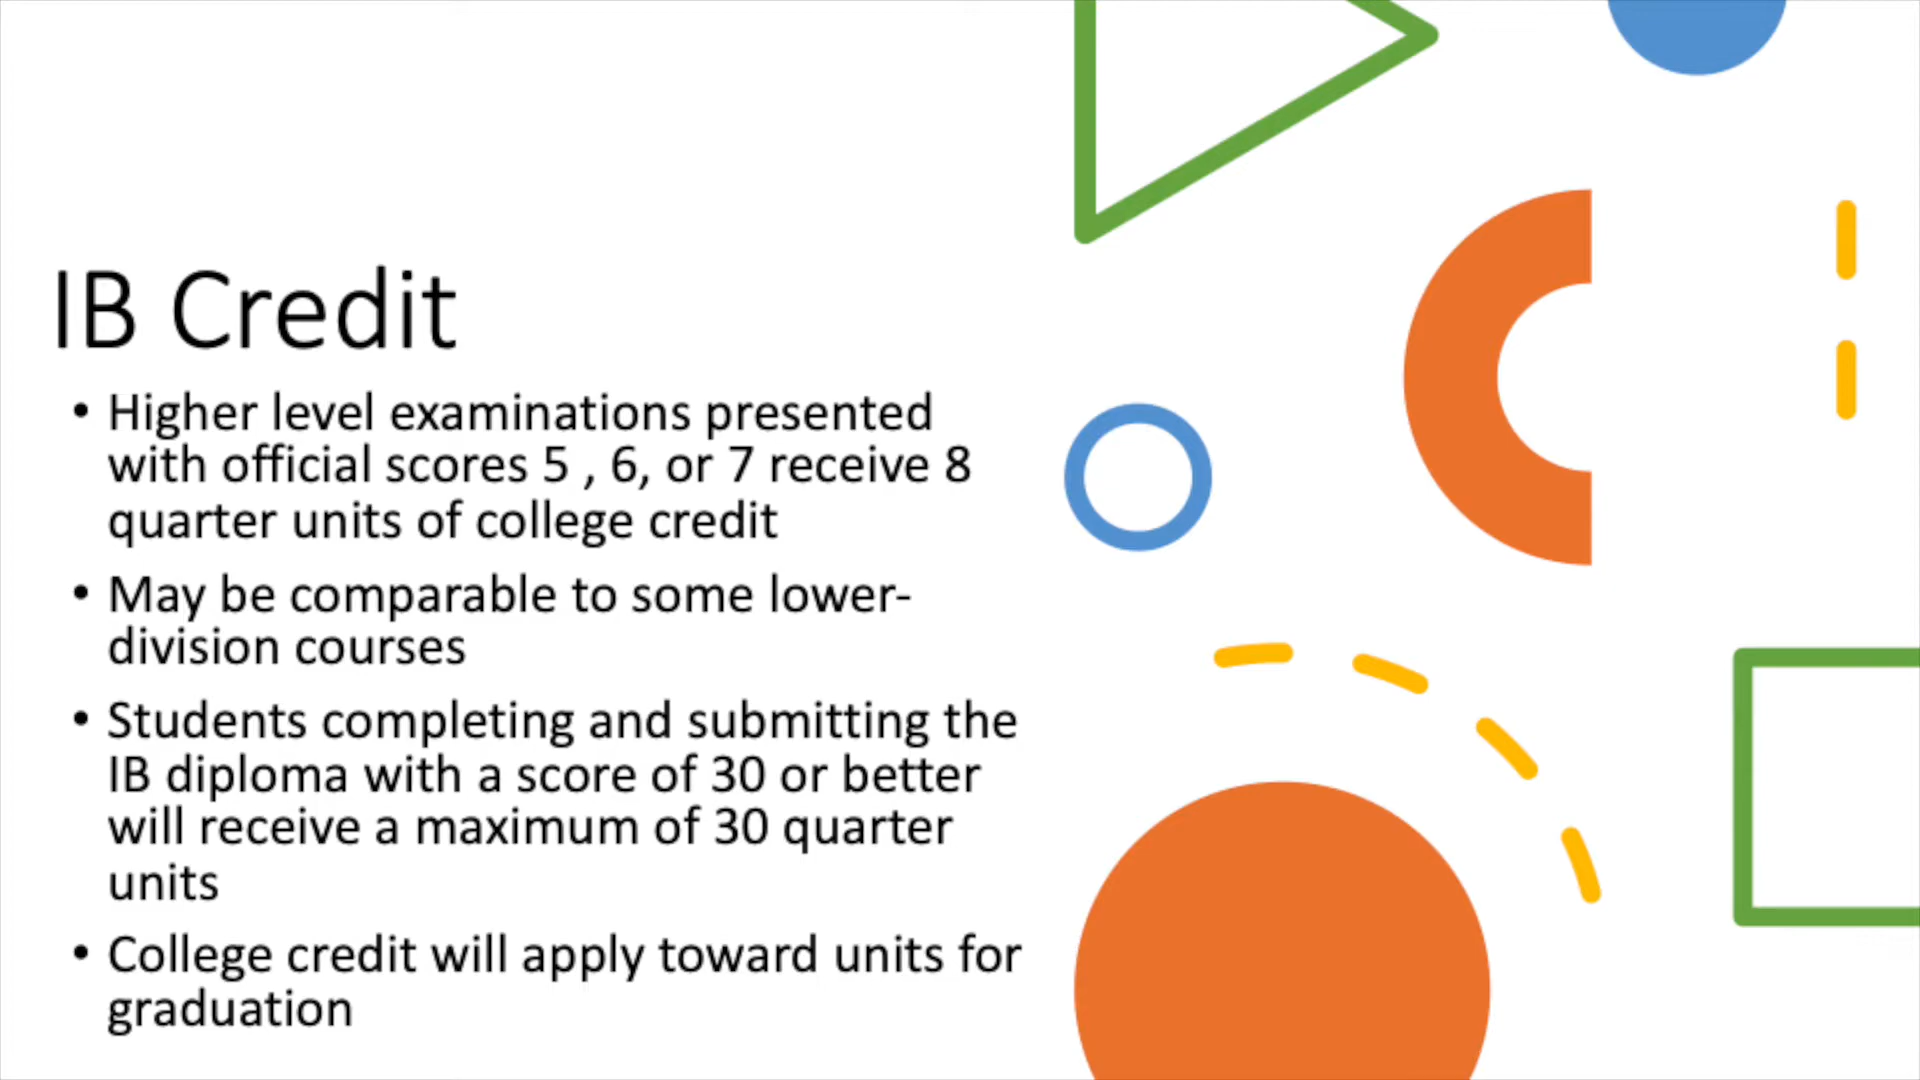 IB Credit
• Higher level examinations presented
with official scores 5 , 6, or 7 receive 8
quarter units of college credit
• May be comparable to some lower-
division courses
• Students completing and submitting the
IB diploma with a score of 30 or better
will receive a maximum of 30 quarter
units
• College credit will apply toward units for
graduation